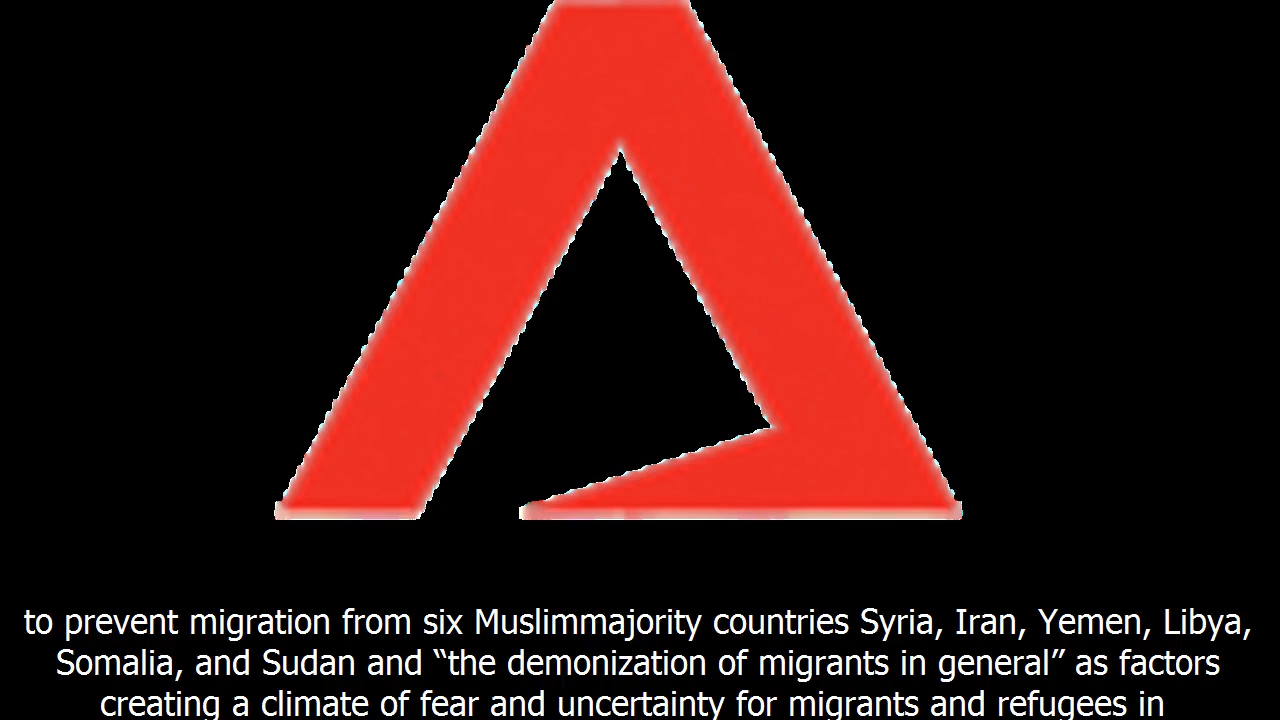 to prevent migration from six Muslimmajority countries Syria, Iran, Yemen, Libya,
Somalia, and Sudan and “the demonization of migrants in general” as factors
creating a climate of fear and uncertainty for migrants and refugees in